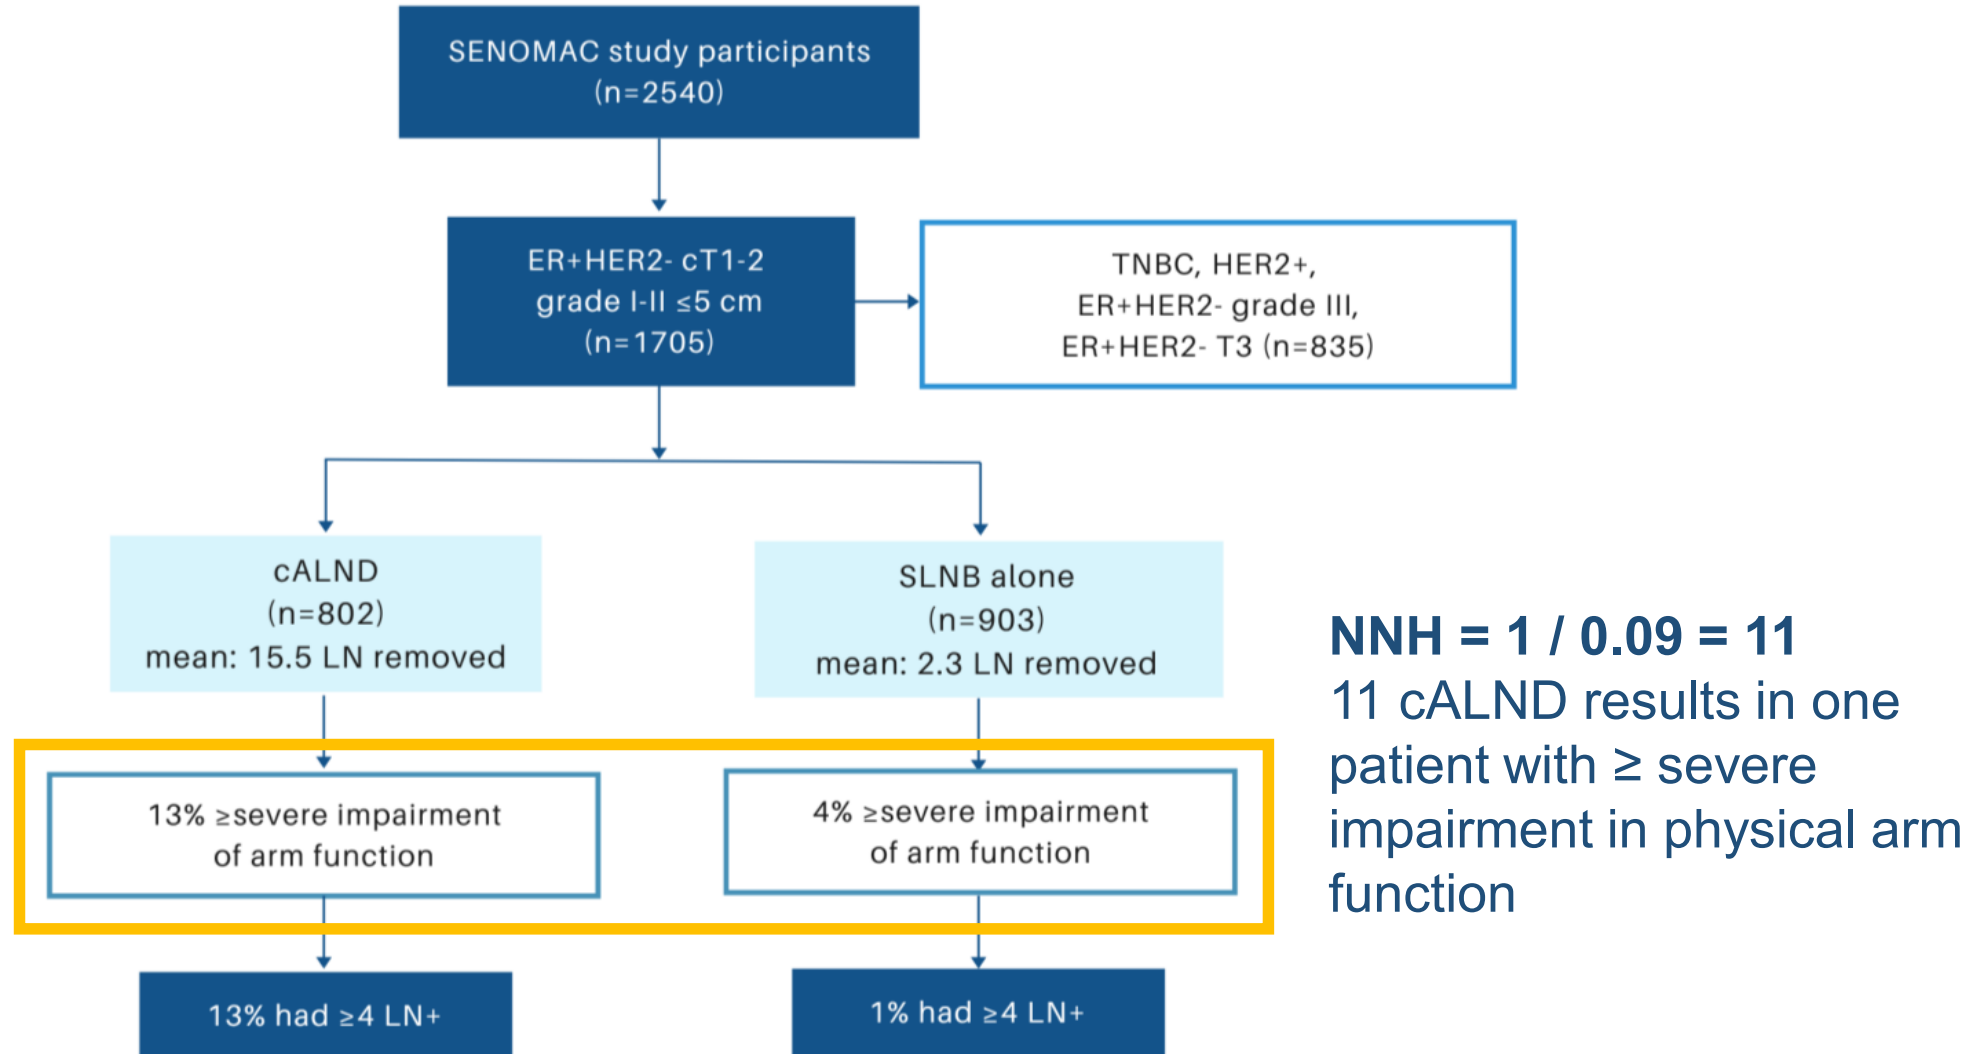 SENOMAC study participants
(n=2540)
ER+HER2- cT1-2
grade I-II ≤5 cm
(n=1705)
TNBC, HER2+,
ER+HER2- grade III,
ER+HER2- T3 (n=835)
cALND
(n=802)
mean: 15.5 LN removed
SLNB alone
(n=903)
mean: 2.3 LN removed
13% ≥severe impairment
of arm function
4% ≥severe impairment
of arm function
13% had ≥4 LN+
1% had ≥4 LN+
NNH = 1 / 0.09 = 11
11 cALND results in one
patient with ≥ severe
impairment in physical arm
function